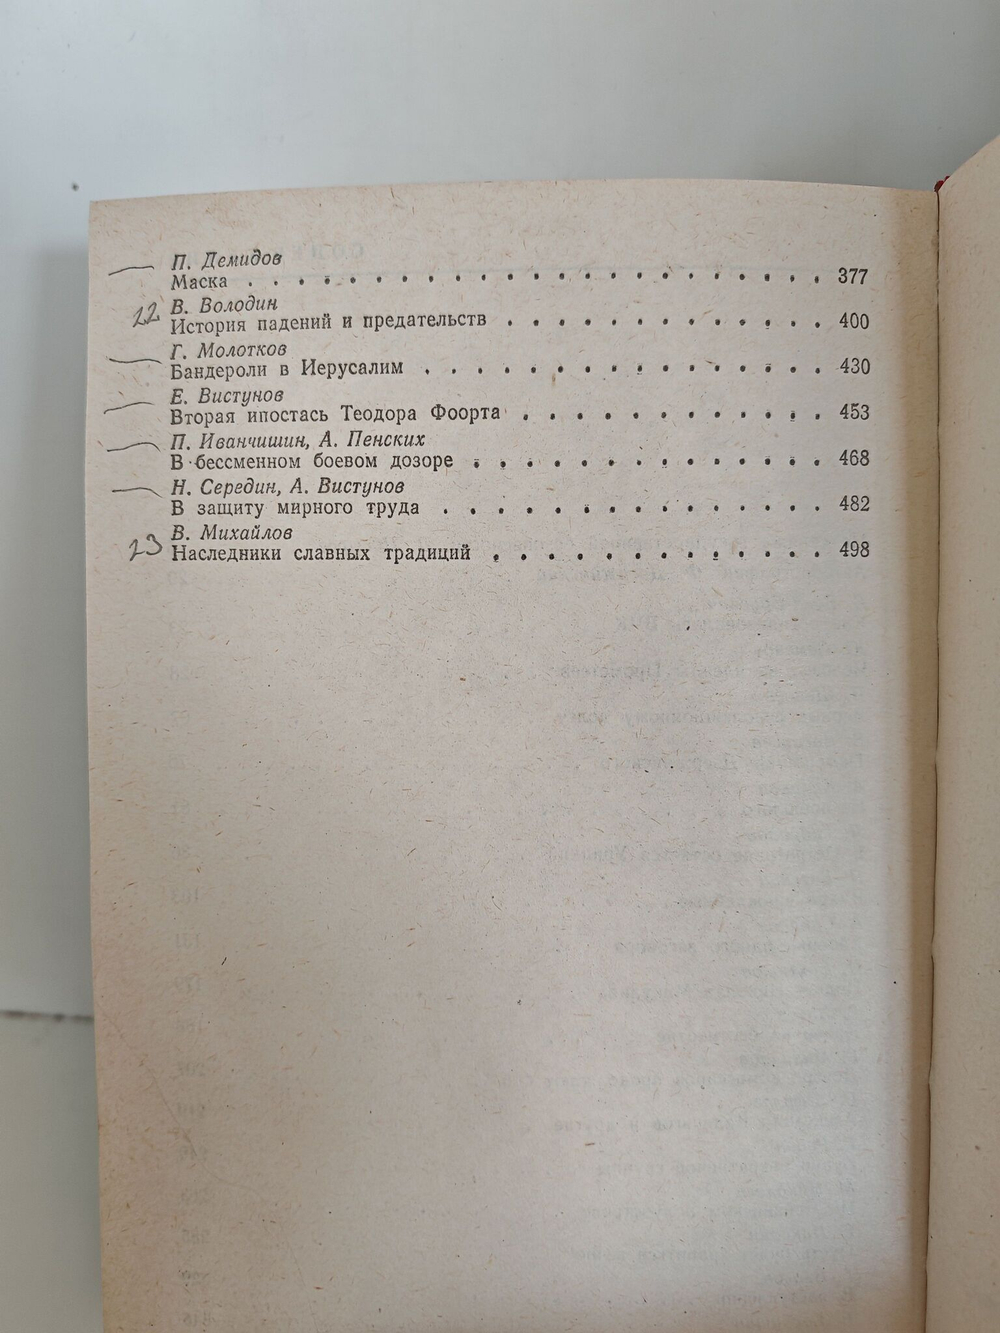 П. Демидов
Маска . . . . . . . . . . . . . . . . . . . . . . . 377
22 В. Володин
История падений и предательств . . . . . . . . . . . . . 400
Г. Молотков
Бандероли в Иерусалим . . . . . . . . . . . . . . . . 430
Е. Вистунов
Вторая ипостась Теодора Фоорта . . . . . . . . . . . . 453
П. Иванчишин, А. Пенских
В бессменном боевом дозоре . . . . . . . . . . . . . . 468
Н. Середин, А. Вистунов
В защиту мирного труда . . . . . . . . . . . . . . . 482
23 В. Михайлов
Наследники славных традиций . . . . . . . . . . . . . 498